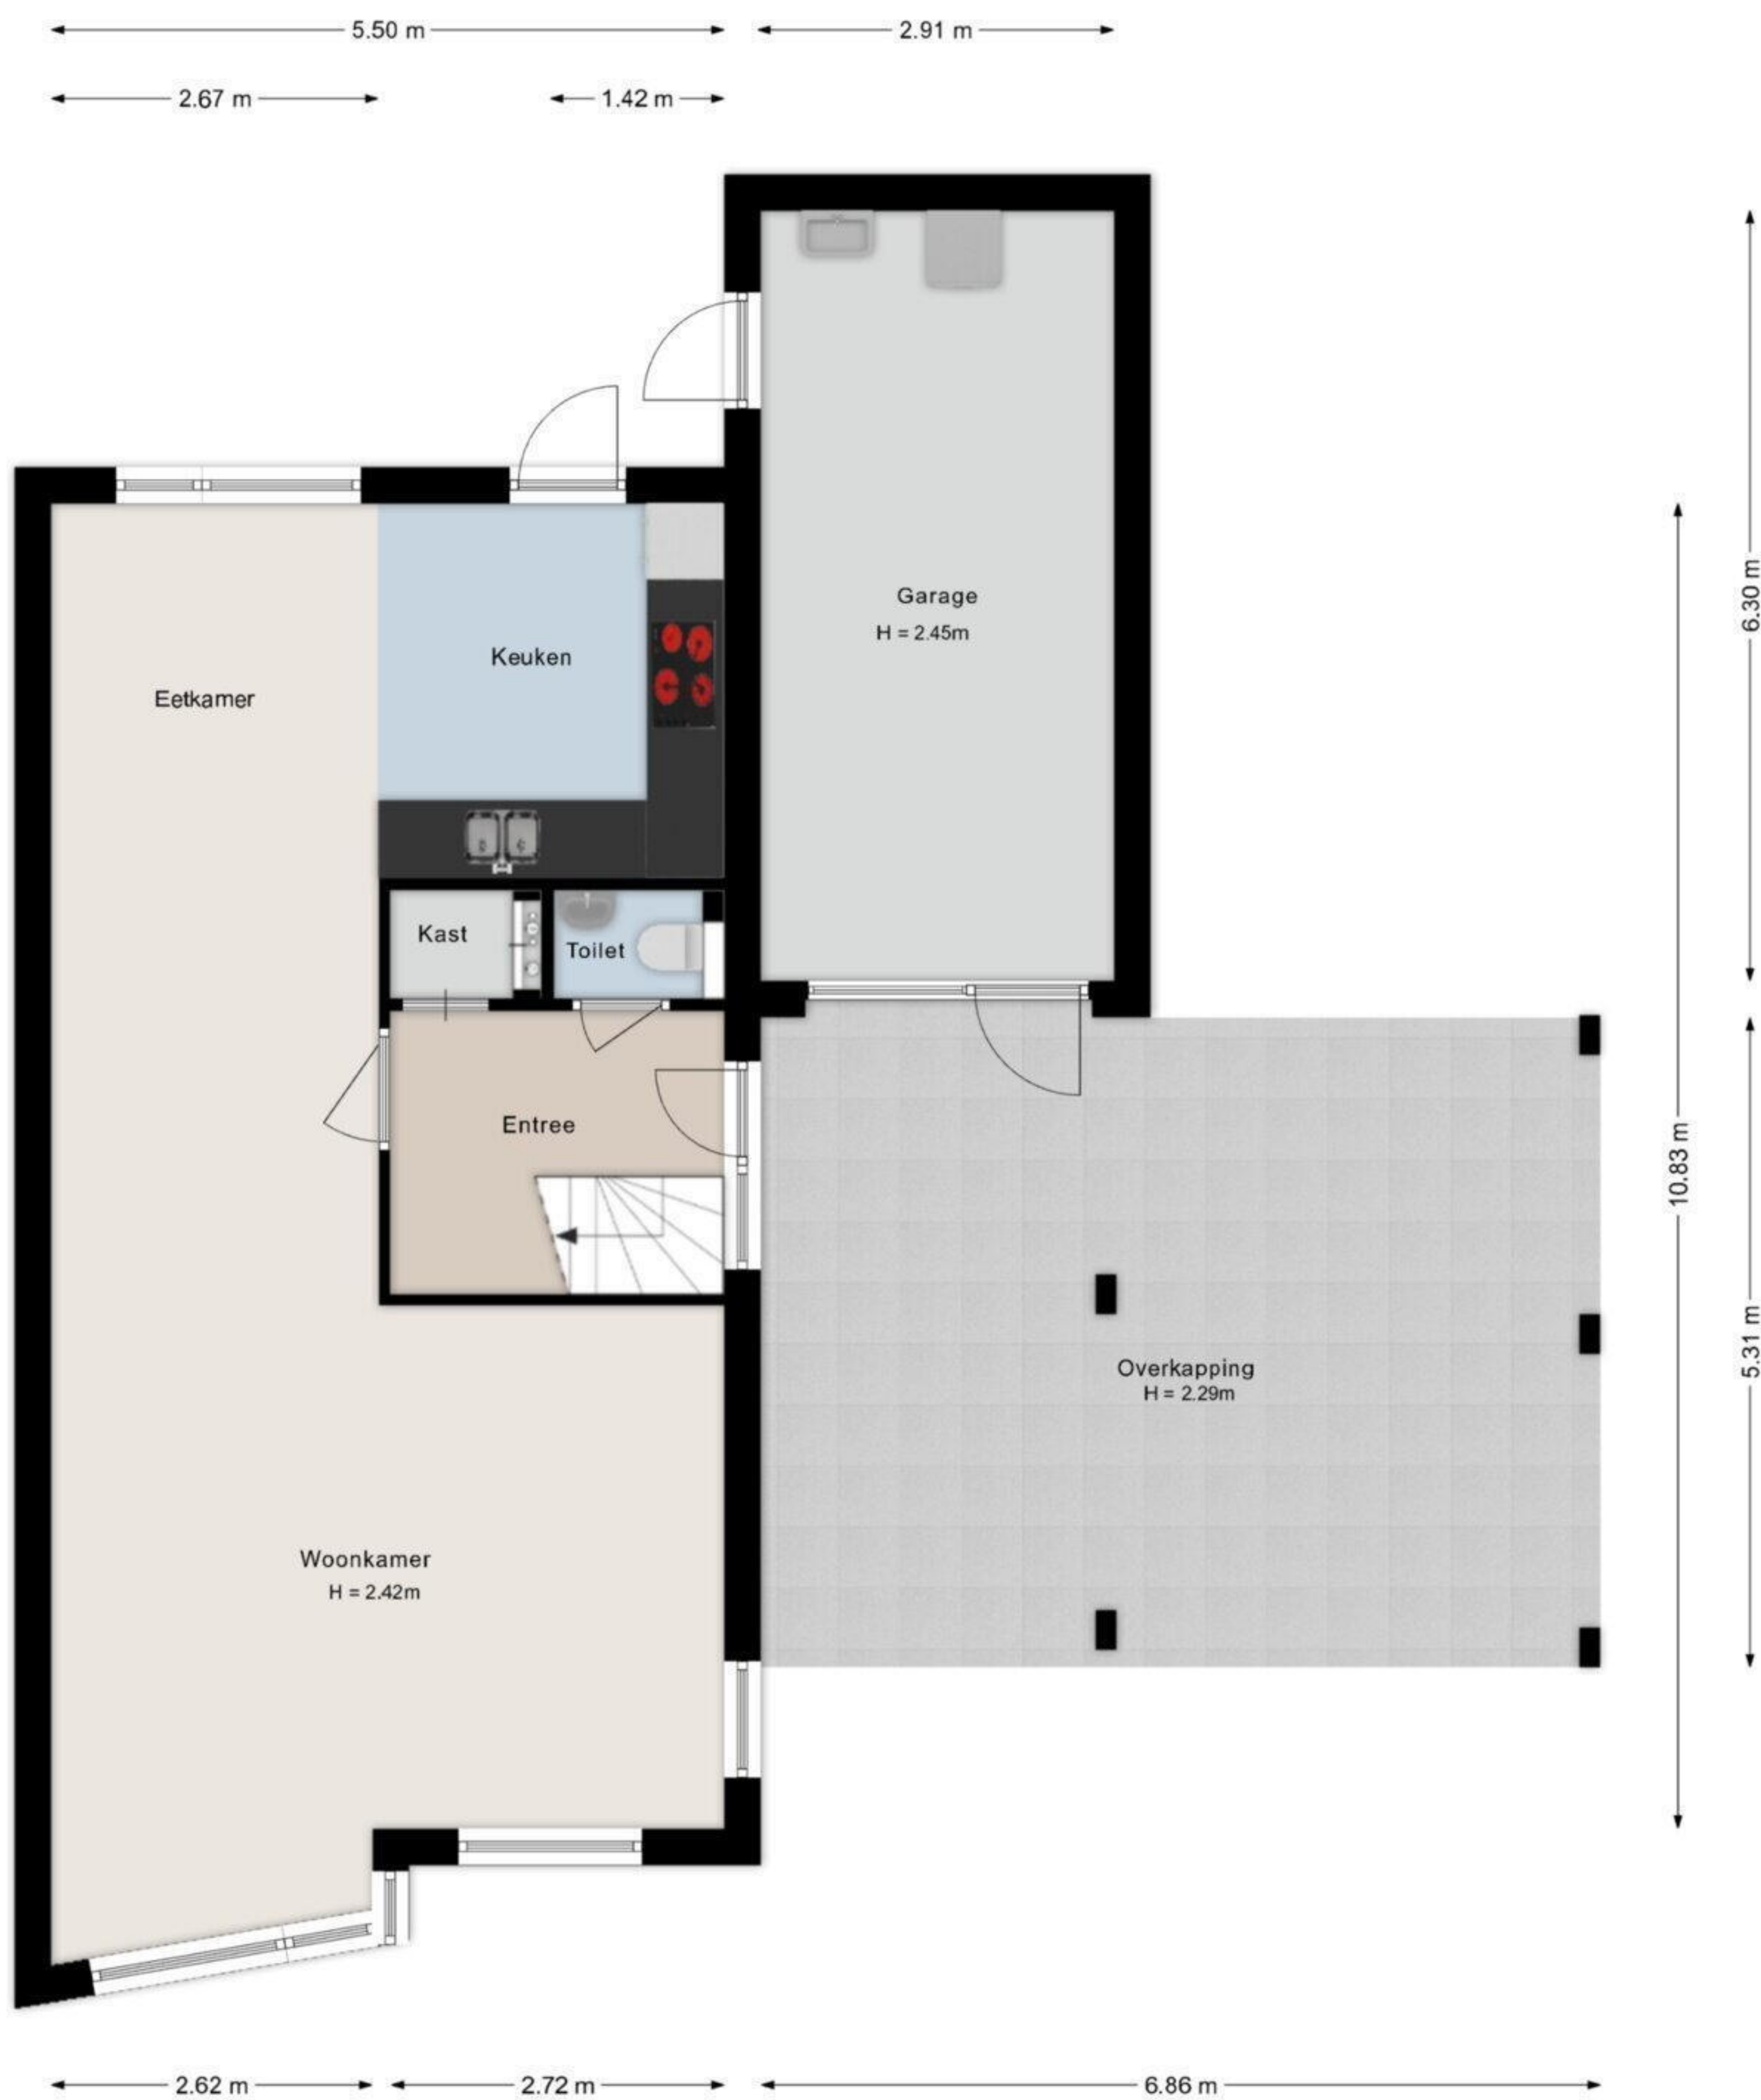 5.50 m
2.91 m
2.67 m
1.42 m
Garage
H = 2.45m
6.30 m
Keuken
Eetkamer
Kast
Toilet
Entree
10.83 m
5.31 m
Overkapping
H = 2.29m
Woonkamer
H = 2.42m
2.62 m
2.72 m
6.86 m